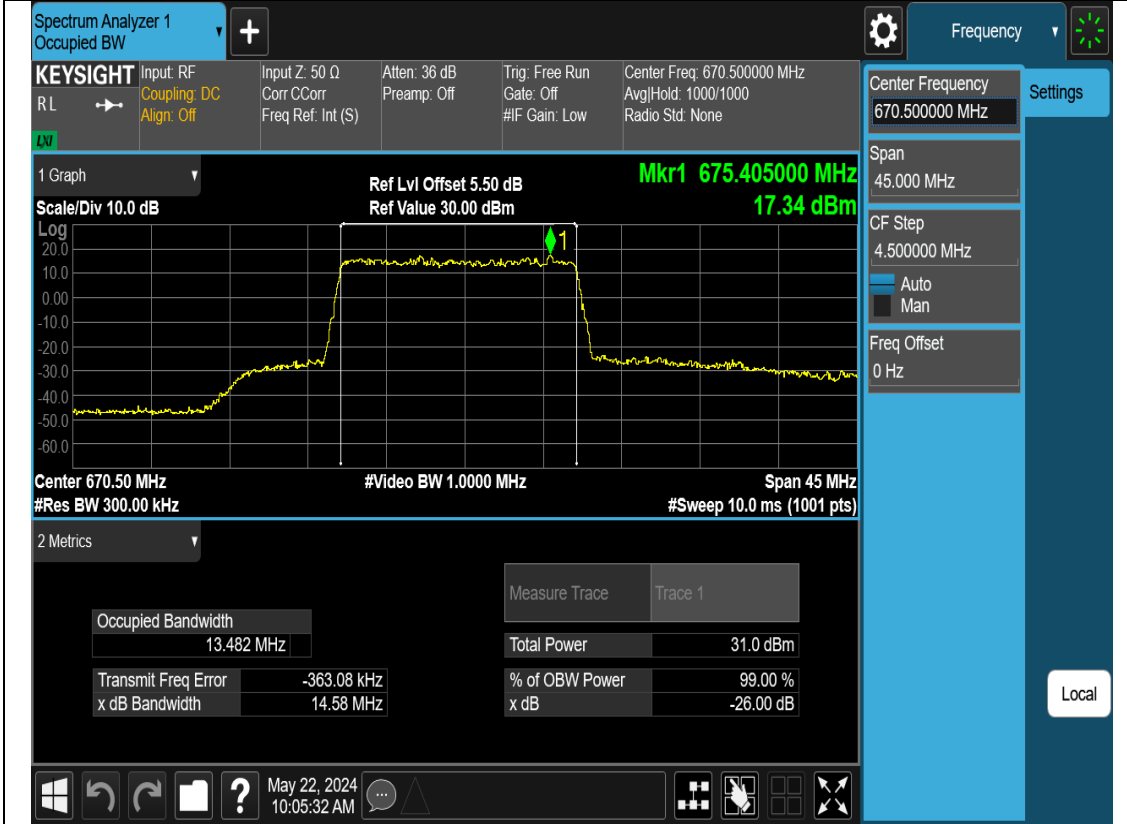 Spectrum Analyzer 1
Occupied BW
Frequency
KEYSIGHT
RL
LXI
Input: RF
Coupling: DC
Align: Off
Input Z: 50 Ω
Corr CCorr
Freq Ref: Int (S)
Atten: 36 dB
Preamp: Off
Trig: Free Run
Gate: Off
#IF Gain: Low
Center Freq: 670.500000 MHz
Avg|Hold: 1000/1000
Radio Std: None
Center Frequency
670.500000 MHz
Settings
Span
45.000 MHz
CF Step
4.500000 MHz
Auto
Man
Freq Offset
0 Hz
Local
1 Graph
Scale/Div 10.0 dB
Ref Lvl Offset 5.50 dB
Ref Value 30.00 dBm
Mkr1 675.405000 MHz
17.34 dBm
Log
20.0
10.0
0.00
-10.0
-20.0
-30.0
-40.0
-50.0
-60.0
1
Center 670.50 MHz
#Res BW 300.00 kHz
#Video BW 1.0000 MHz
Span 45 MHz
#Sweep 10.0 ms (1001 pts)
2 Metrics
Measure Trace Trace 1
Occupied Bandwidth
13.482 MHz
Total Power 31.0 dBm
Transmit Freq Error -363.08 kHz
% of OBW Power 99.00 %
x dB Bandwidth 14.58 MHz
x dB -26.00 dB
?
May 22, 2024
10:05:32 AM